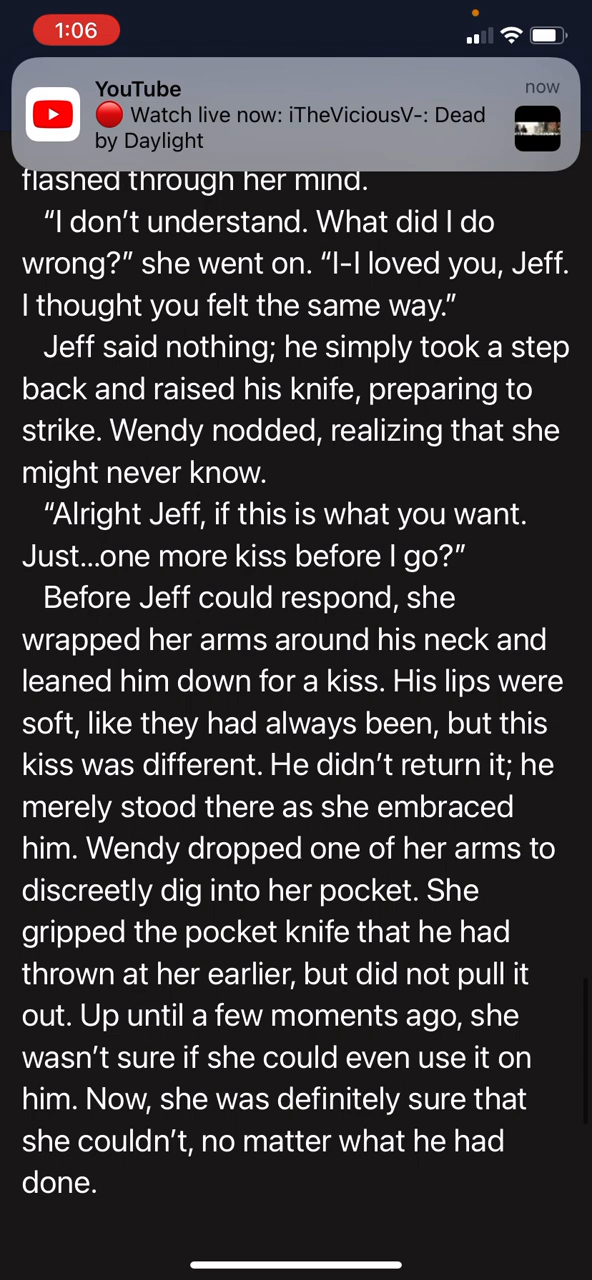 1:06
YouTube
now
🔴 Watch live now: iTheViciousV-: Dead
by Daylight
flashed through her mind.
“I don’t understand. What did I do
wrong?” she went on. “I-I loved you, Jeff.
I thought you felt the same way.”
Jeff said nothing; he simply took a step
back and raised his knife, preparing to
strike. Wendy nodded, realizing that she
might never know.
“Alright Jeff, if this is what you want.
Just...one more kiss before I go?”
Before Jeff could respond, she
wrapped her arms around his neck and
leaned him down for a kiss. His lips were
soft, like they had always been, but this
kiss was different. He didn’t return it; he
merely stood there as she embraced
him. Wendy dropped one of her arms to
discreetly dig into her pocket. She
gripped the pocket knife that he had
thrown at her earlier, but did not pull it
out. Up until a few moments ago, she
wasn’t sure if she could even use it on
him. Now, she was definitely sure that
she couldn’t, no matter what he had
done.